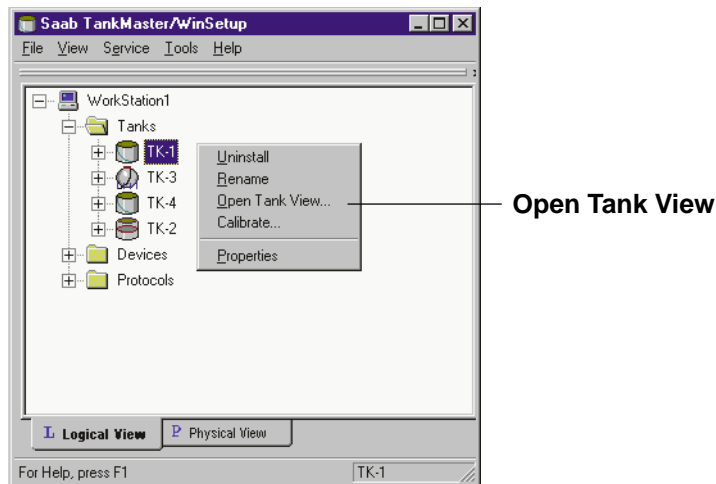 Saab TankMaster/WinSetup
File View Service Tools Help
WorkStation1
Tanks
TK-1
TK-3
TK-4
TK-2
Devices
Protocols
Uninstall
Rename
Open Tank View...
Calibrate...
Properties
Open Tank View
L Logical View P Physical View
For Help, press F1 TK-1